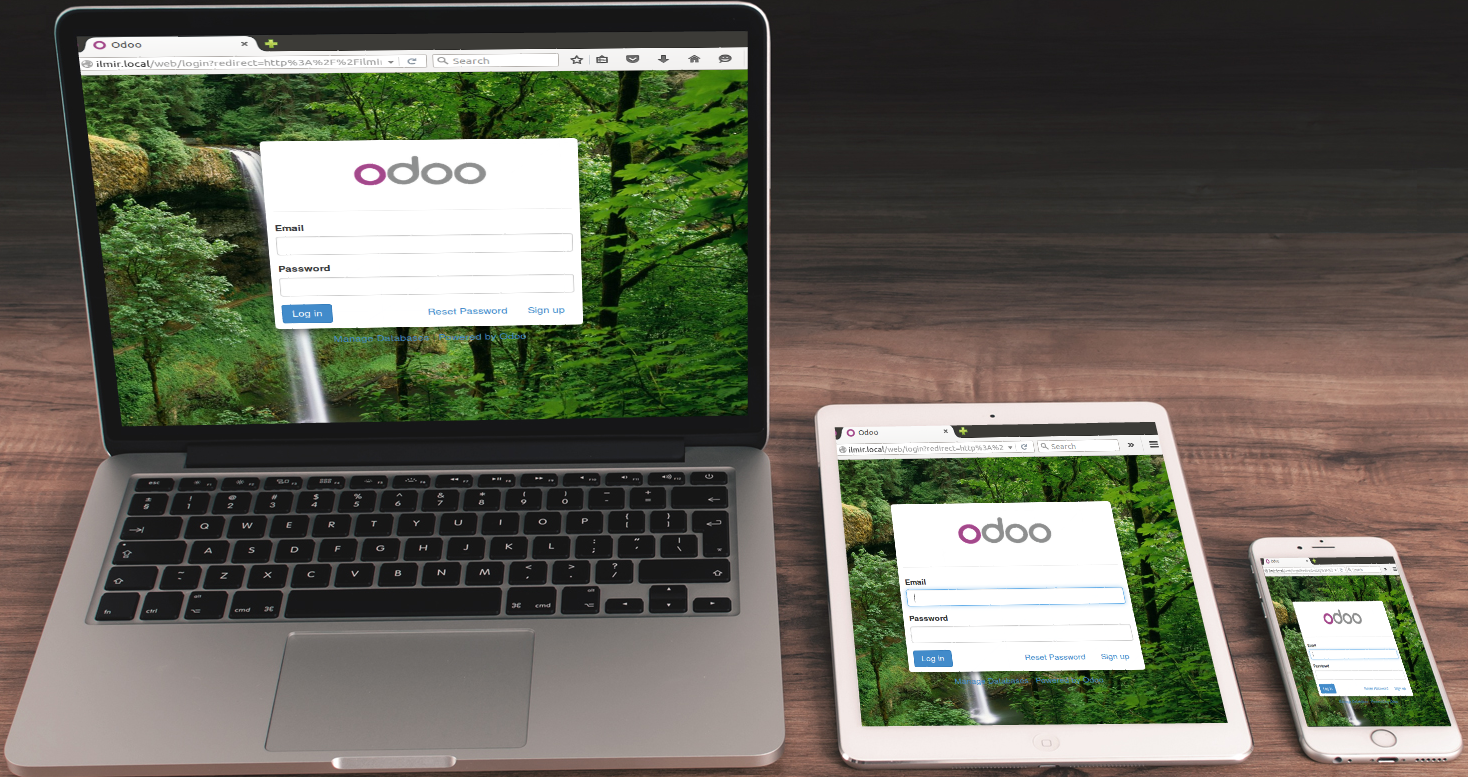 Odoo
ilmir.local/web/login?redirect=http%3A%2F%2Filmi
Search
odoo
Email
Password
Log in Reset Password Sign up
Manage Databases Powered by Odoo
esc
! @ # $ % ^ & * ( ) – +
§ 1 2 3 4 5 6 7 8 9 0 - =
Q W E R T Y U I O P { }
[ ]
A S D F G H J K L : " |
; ' \
~ Z X C V B N M < > ?
` , . /
fn ctrl alt cmd cmd alt
Odoo
ilmir.local/web/login?redirect=http%3A%2
Search
odoo
Email
Password
Log in Reset Password Sign up
Manage Databases Powered by Odoo
odoo
Email
Password
Log in Reset Password Sign up